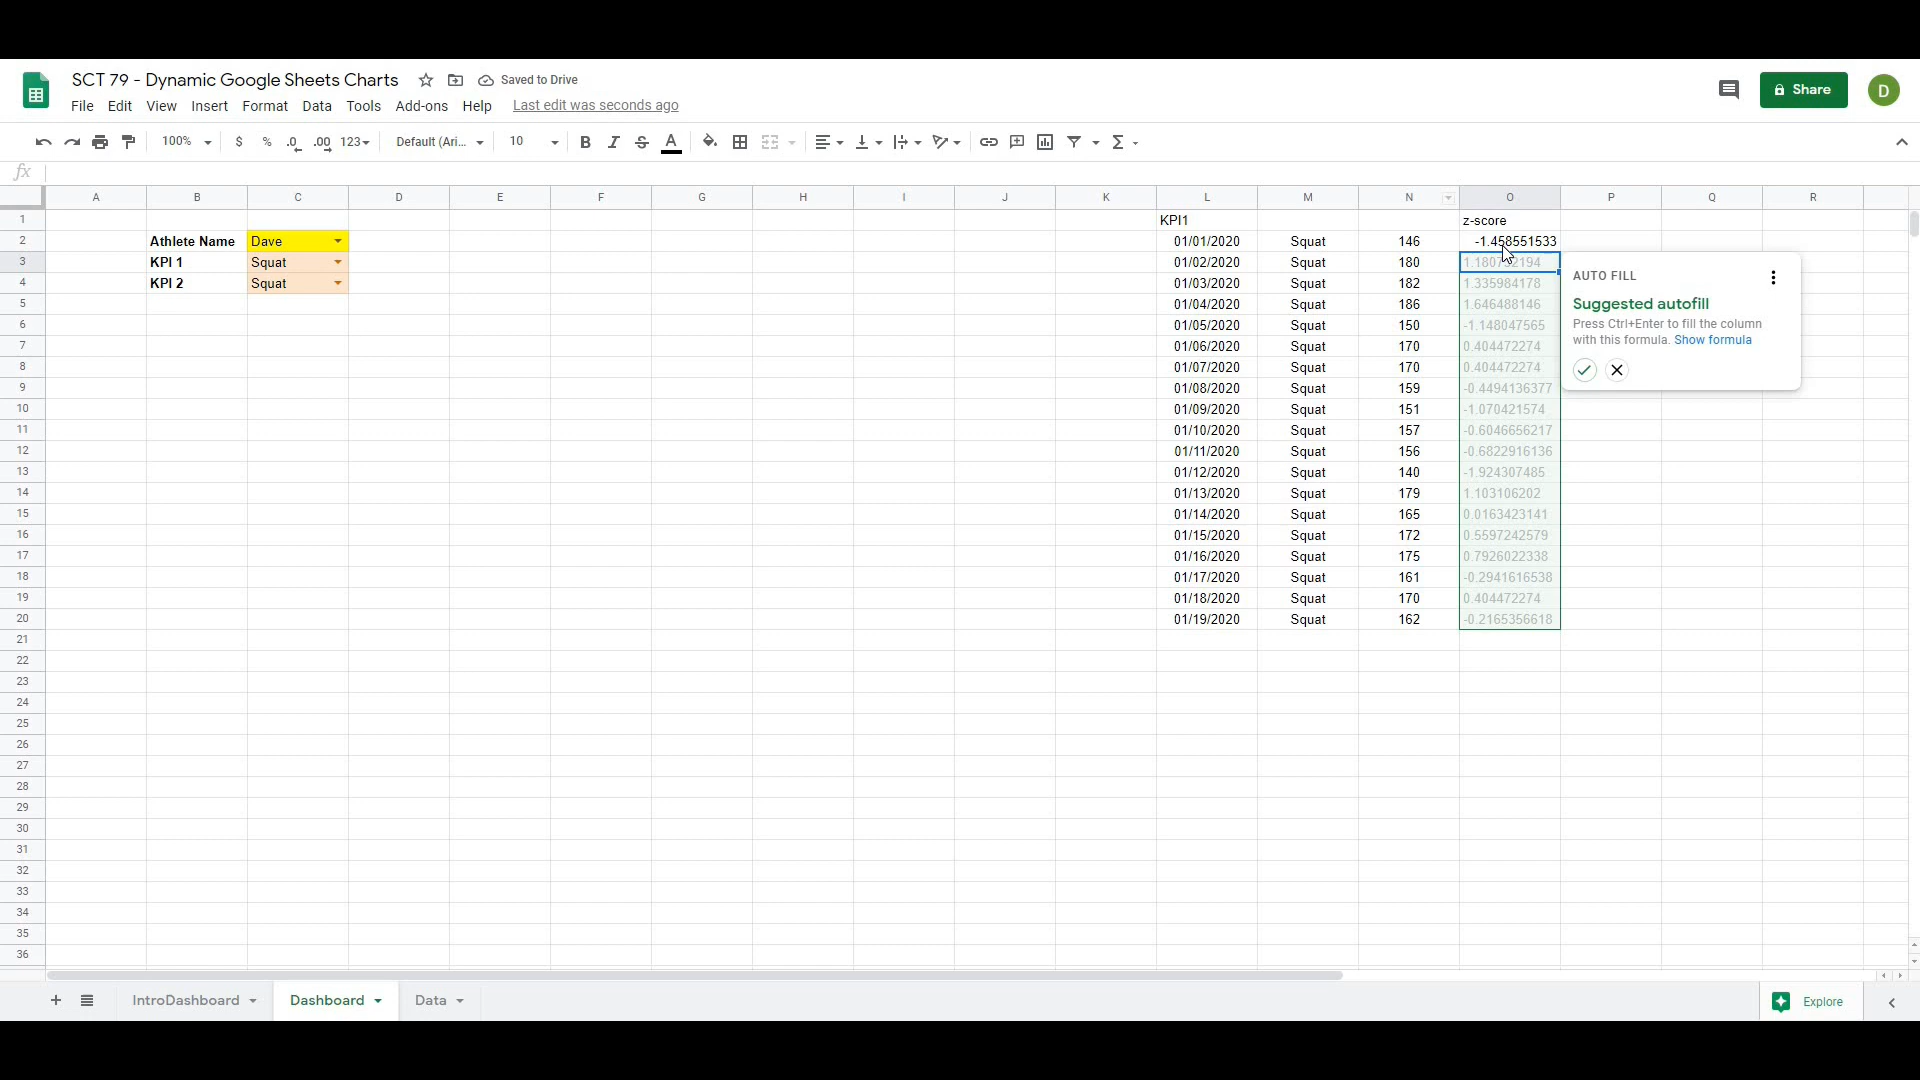 SCT 79 - Dynamic Google Sheets Charts Saved to Drive
File Edit View Insert Format Data Tools Add-ons Help Last edit was seconds ago
Share
D
100% $ % .0 .00 123 Default (Ari... 10 B I S A Σ
fx
A B C D E F G H I J K L M N O P Q R
1 KPI1 z-score
2 Athlete Name Dave 01/01/2020 Squat 146 -1.458551533
3 KPI 1 Squat 01/02/2020 Squat 180
4 KPI 2 Squat 01/03/2020 Squat 182 1.335984178
5 01/04/2020 Squat 186 1.646488146
6 01/05/2020 Squat 150 -1.148047565
7 01/06/2020 Squat 170 0.404472274
8 01/07/2020 Squat 170 0.404472274
9 01/08/2020 Squat 159 -0.4494136377
10 01/09/2020 Squat 151 -1.070421574
11 01/10/2020 Squat 157 -0.6046656217
12 01/11/2020 Squat 156 -0.6822916136
13 01/12/2020 Squat 140 -1.924307485
14 01/13/2020 Squat 179 1.103106202
15 01/14/2020 Squat 165 0.0163423141
16 01/15/2020 Squat 172 0.5597242579
17 01/16/2020 Squat 175 0.7926022338
18 01/17/2020 Squat 161 -0.2941616538
19 01/18/2020 Squat 170 0.404472274
20 01/19/2020 Squat 162 -0.2165356618
21
22
23
24
25
26
27
28
29
30
31
32
33
34
35
36
AUTO FILL
Suggested autofill
Press Ctrl+Enter to fill the column
with this formula. Show formula
IntroDashboard Dashboard Data Explore